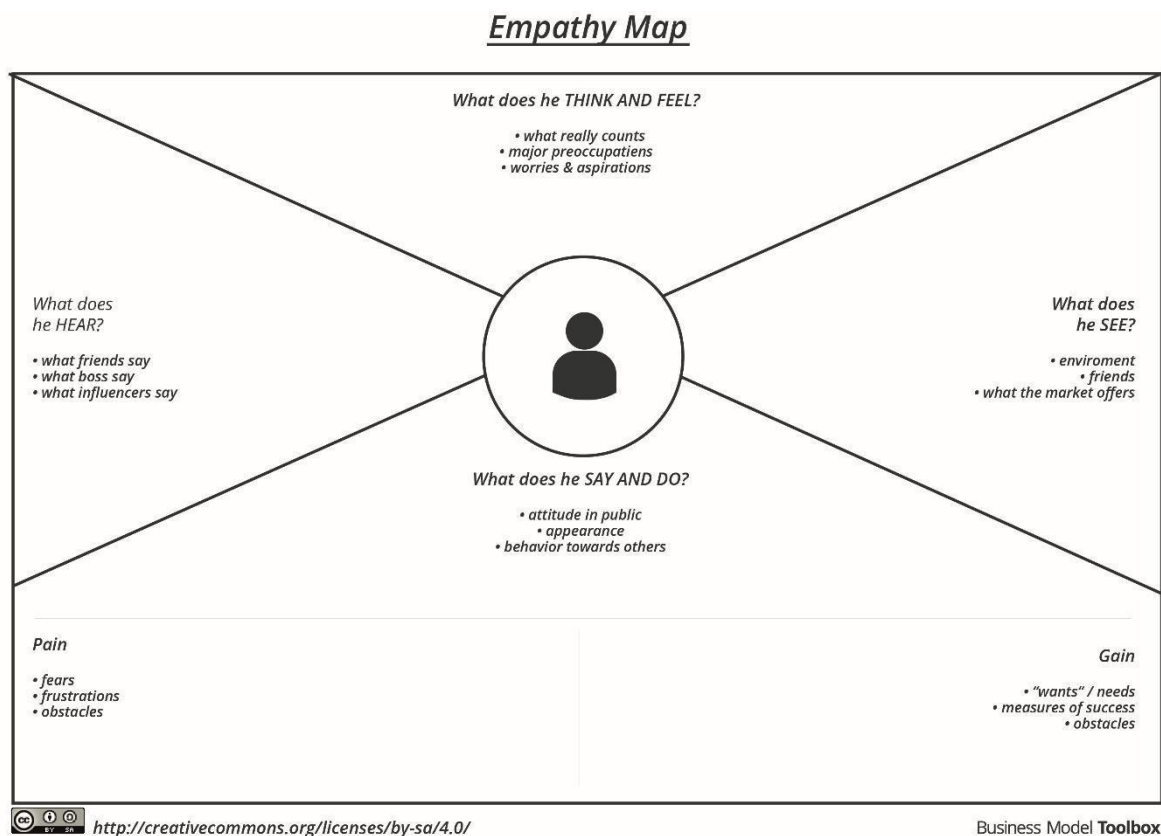 Empathy Map
What does he THINK AND FEEL?
• what really counts
• major preoccupatiens
• worries & aspirations
What does
he HEAR?
• what friends say
• what boss say
• what influencers say
What does
he SEE?
• enviroment
• friends
• what the market offers
What does he SAY AND DO?
• attitude in public
• appearance
• behavior towards others
Pain
• fears
• frustrations
• obstacles
Gain
• “wants” / needs
• measures of success
• obstacles
cc BY SA http://creativecommons.org/licenses/by-sa/4.0/
Business Model Toolbox